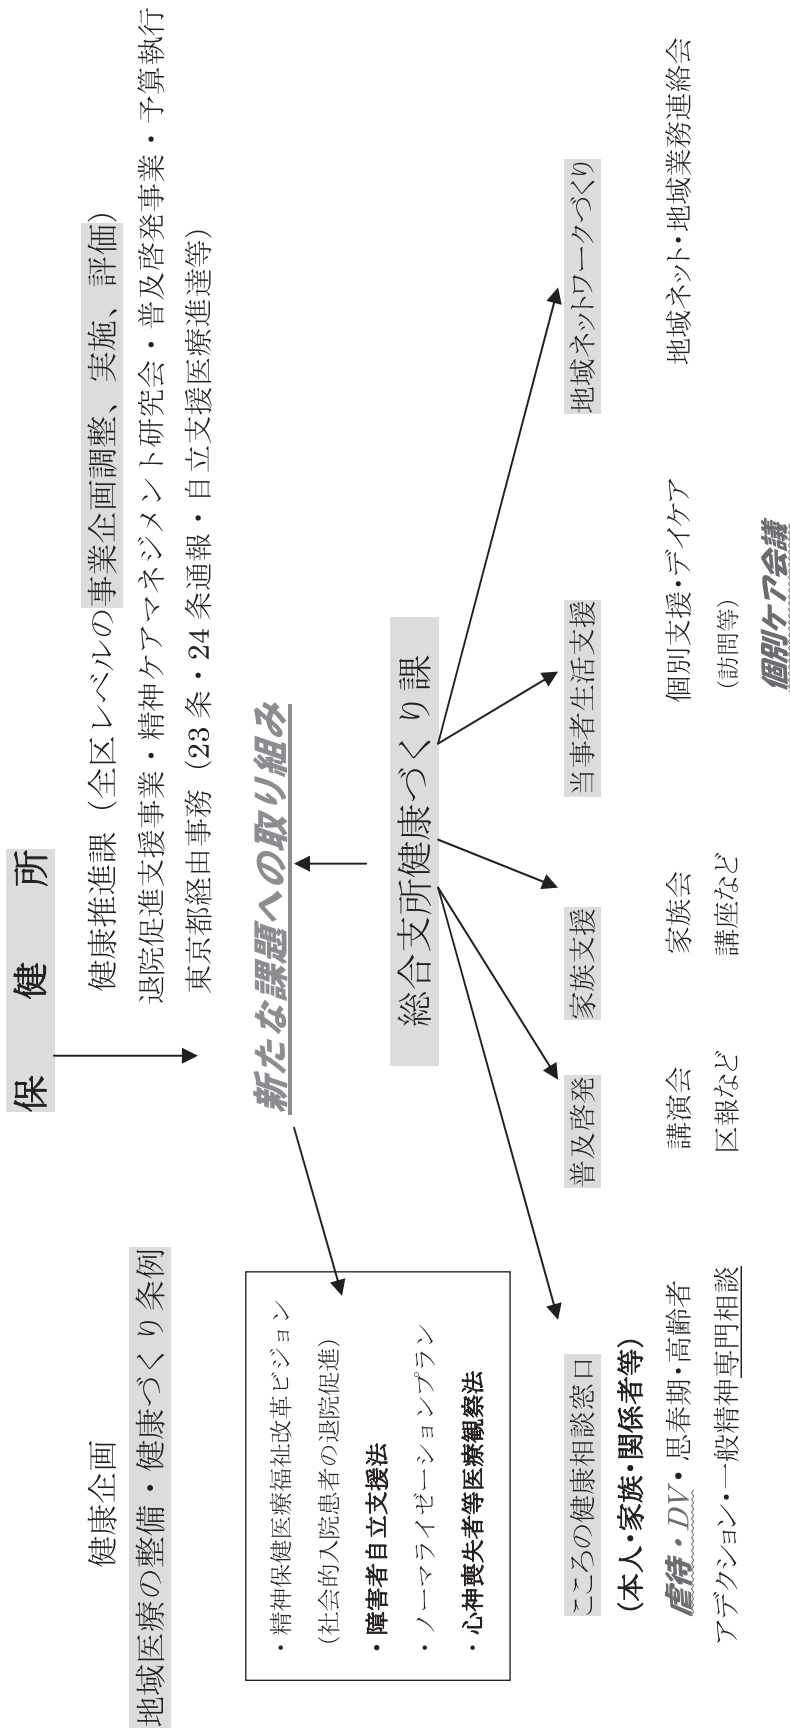 保　健　所
健康企画
地域医療の整備・健康づくり条例
健康推進課（全区レベルの事業企画調整、実施、評価）
退院促進支援事業・精神ケアマネジメント研究会・普及啓発事業・予算執行
東京都経由事務（23 条・24 条通報・自立支援医療進達等）
新たな課題への取り組み
・精神保健医療福祉改革ビジョン
(社会的入院患者の退院促進)
・障害者自立支援法
・ノーマライゼーションプラン
・心神喪失者等医療観察法
総合支所健康づくり課
こころの健康相談窓口
(本人・家族・関係者等)
虐待・DV・思春期・高齢者
アデクション・一般精神専門相談
普及啓発
講演会
区報など
家族支援
家族会
講座など
当事者生活支援
個別支援・デイケア
(訪問等)
個別ケア会議
地域ネットワークづくり
地域ネット・地域業務連絡会